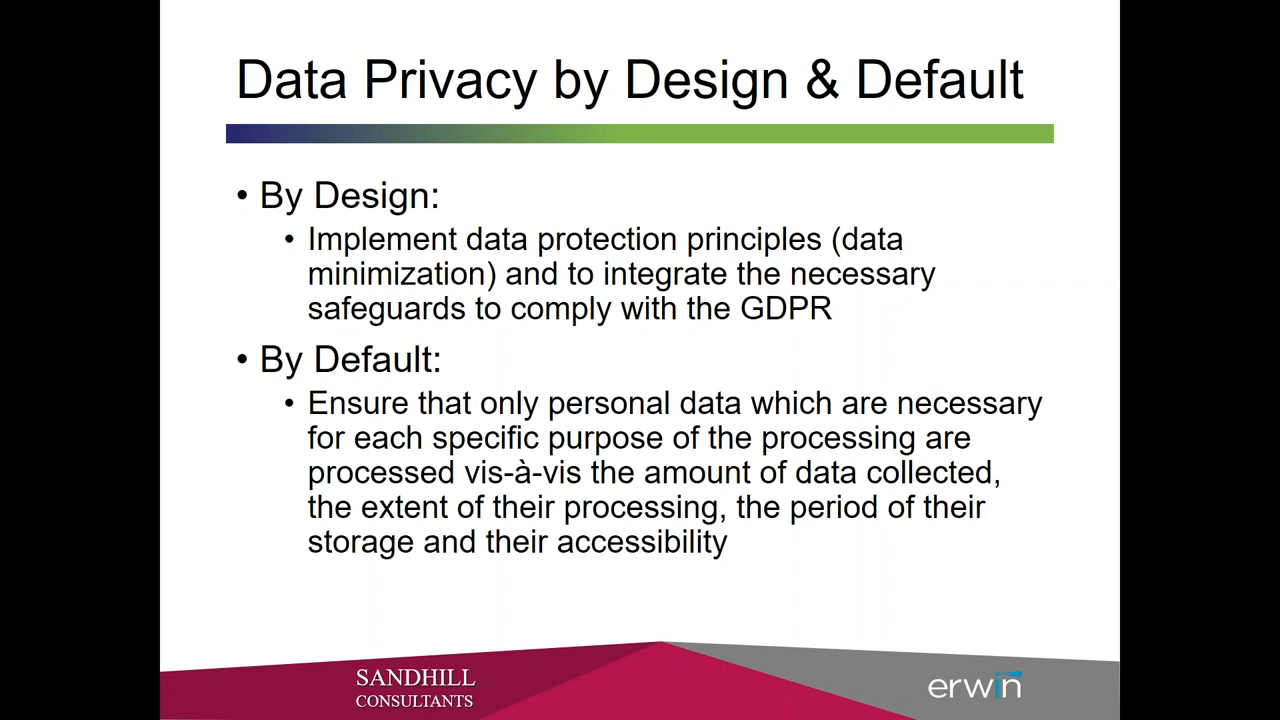 Data Privacy by Design & Default
• By Design:
• Implement data protection principles (data
minimization) and to integrate the necessary
safeguards to comply with the GDPR
• By Default:
• Ensure that only personal data which are necessary
for each specific purpose of the processing are
processed vis-à-vis the amount of data collected,
the extent of their processing, the period of their
storage and their accessibility
SANDHILL
CONSULTANTS
erwin